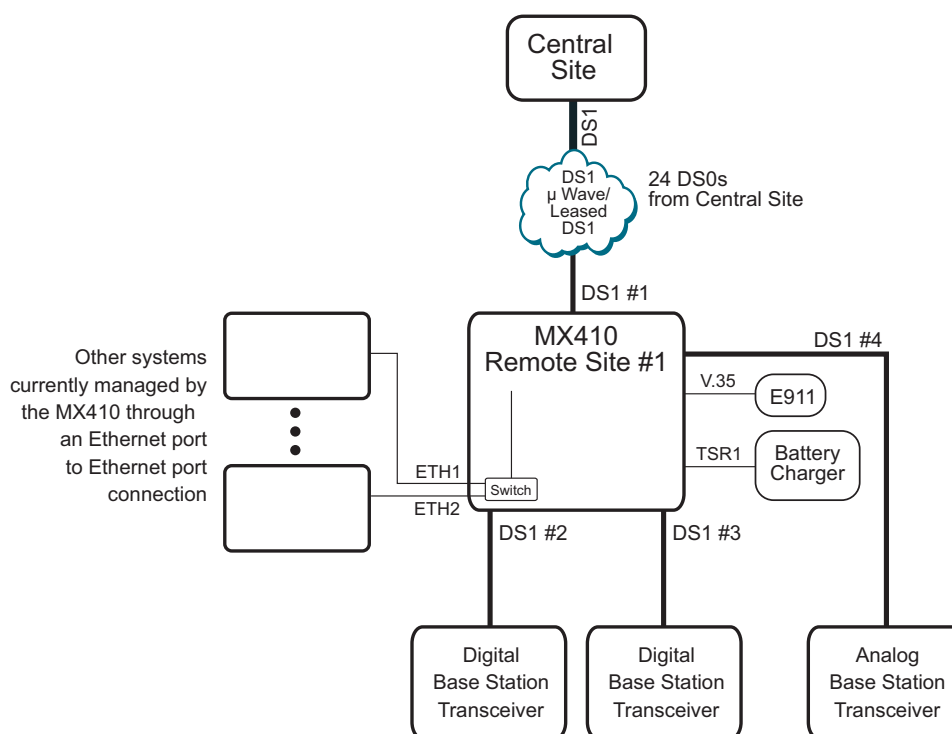 Central
Site
DS1
DS1
µ Wave/
Leased
DS1
24 DS0s
from Central Site
DS1 #1
MX410
Remote Site #1
DS1 #4
Other systems
currently managed by
the MX410 through
an Ethernet port
to Ethernet port
connection
V.35
E911
TSR1
Battery
Charger
ETH1
Switch
ETH2
DS1 #2
DS1 #3
Digital
Base Station
Transceiver
Digital
Base Station
Transceiver
Analog
Base Station
Transceiver